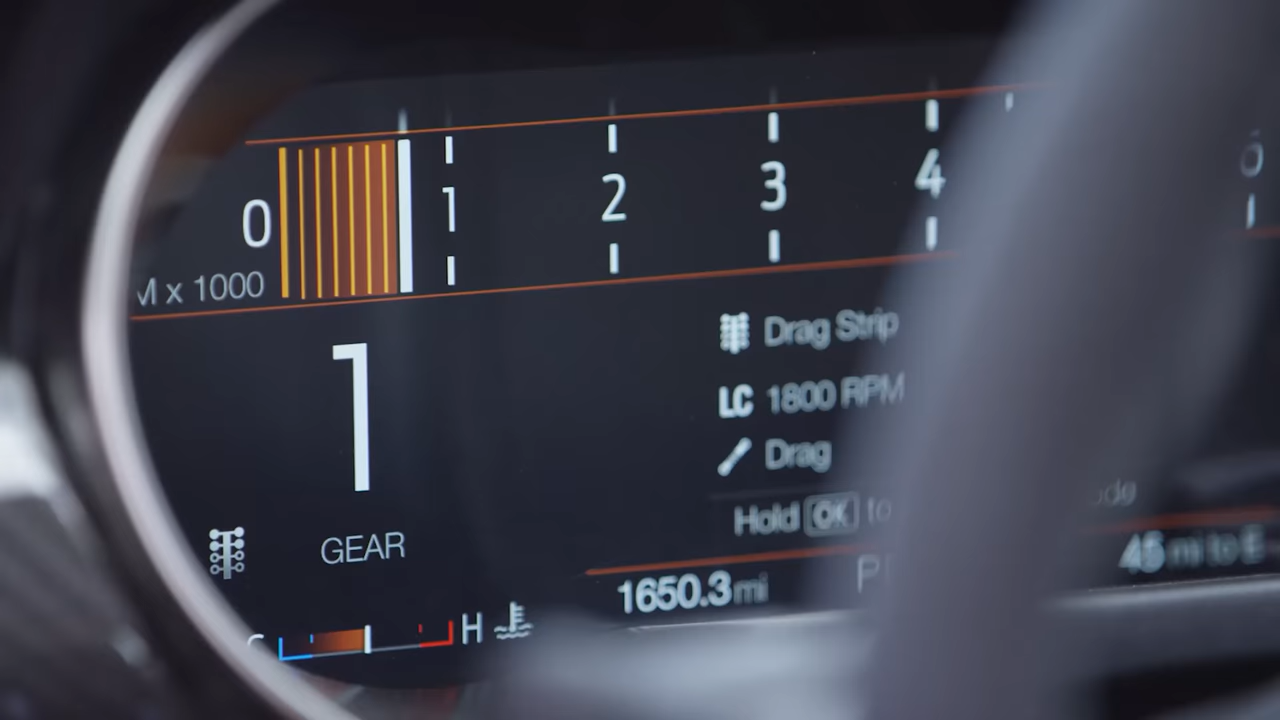 0 1 2 3 4
M x 1000
1
GEAR
Drag Strip
LC 1800 RPM
Drag
Hold OK to
1650.3 mi
45 mi to E
H